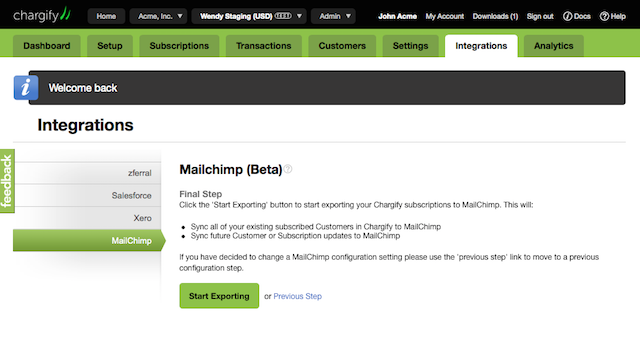 chargify Home Acme, Inc. Wendy Staging (USD) TEST Admin John Acme My Account Downloads (1) Sign out Docs Help
Dashboard Setup Subscriptions Transactions Customers Settings Integrations Analytics
i Welcome back
Integrations
feedback
zferral
Salesforce
Xero
MailChimp
Mailchimp (Beta) ?
Final Step
Click the 'Start Exporting' button to start exporting your Chargify subscriptions to MailChimp. This will:
• Sync all of your existing subscribed Customers in Chargify to MailChimp
• Sync future Customer or Subscription updates to MailChimp
If you have decided to change a MailChimp configuration setting please use the 'previous step' link to move to a previous
configuration step.
Start Exporting or Previous Step